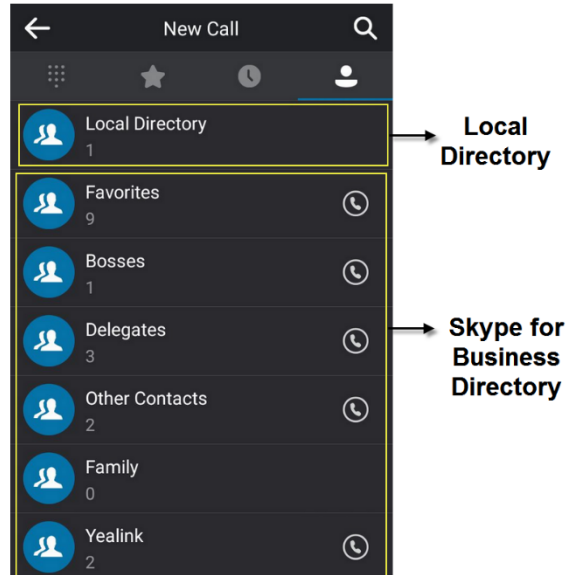 New Call
Local Directory
1
Local
Directory
Favorites
9
Bosses
1
Delegates
3
Skype for
Business
Directory
Other Contacts
2
Family
0
Yealink
2